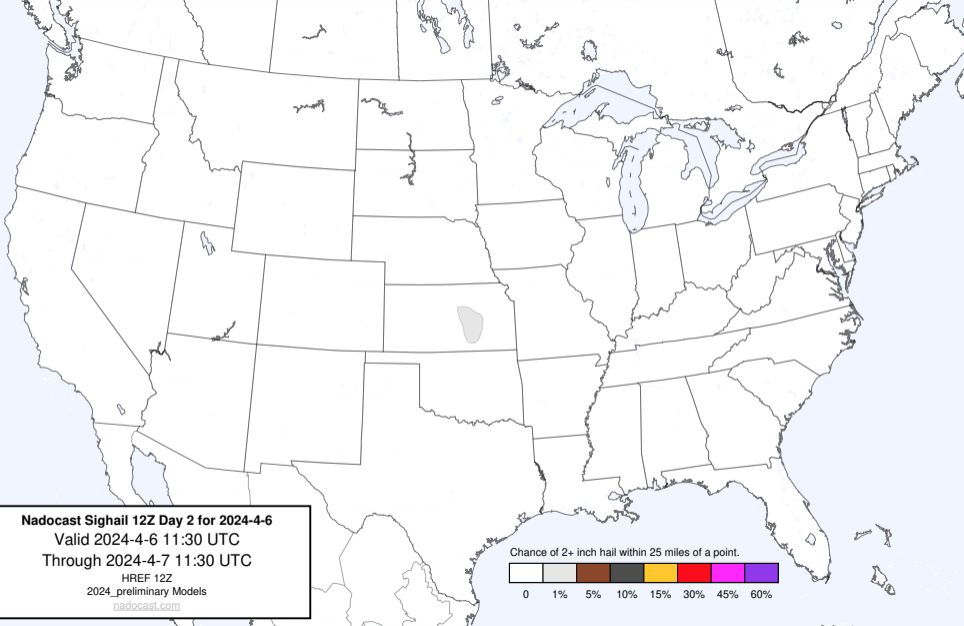 Nadocast Sighail 12Z Day 2 for 2024-4-6
Valid 2024-4-6 11:30 UTC
Through 2024-4-7 11:30 UTC
HREF 12Z
2024_preliminary Models
nadocast.com
Chance of 2+ inch hail within 25 miles of a point.
0 1% 5% 10% 15% 30% 45% 60%